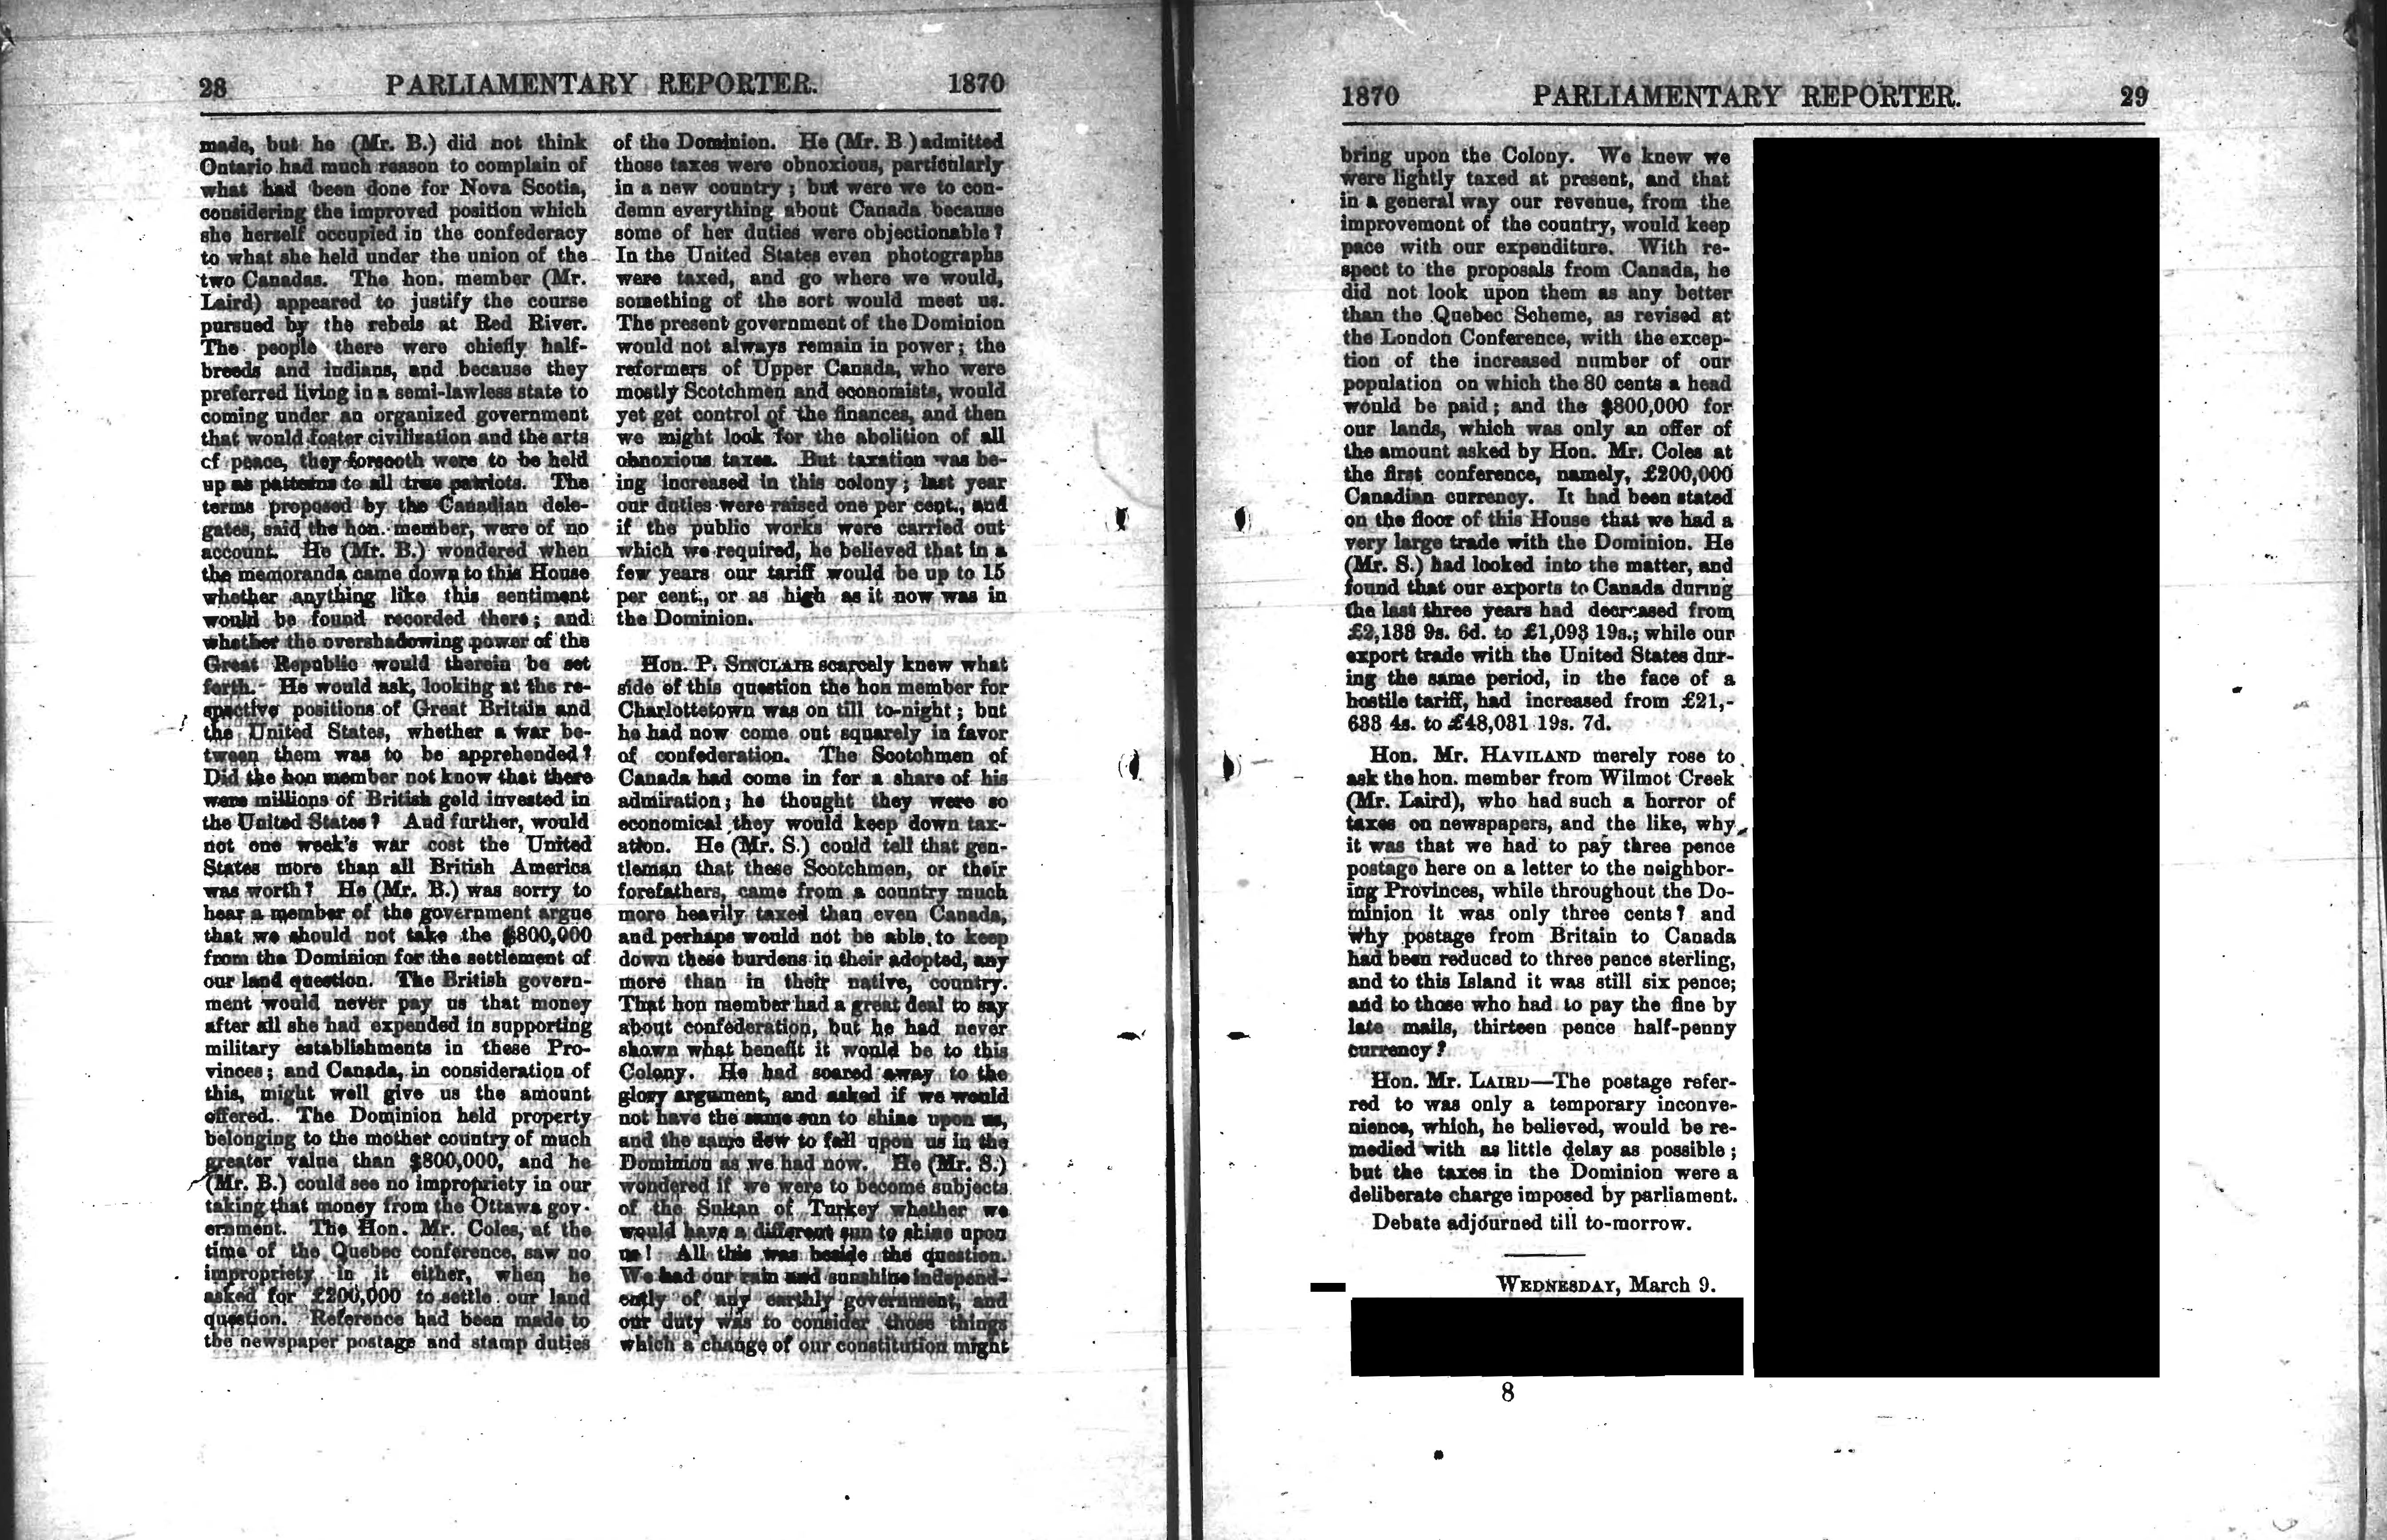 28 PARLIAMENTARY REPORTER. 1870
made, but he (Mr. B.) did not think
Ontario had much reason to complain of
what had been done for Nova Scotia,
considering the improved position which
she herself occupied in the confederacy
to what she held under the union of the
two Canadas. The hon. member (Mr.
Laird) appeared to justify the course
pursued by the rebels at Red River.
The people there were chiefly half-
breeds and indians, and because they
preferred living in a semi-lawless state to
coming under an organized government
that would foster civilization and the arts
cf peace, they forsooth were to be held
up as patterns to all true patriots. The
terms proposed by the Canadian dele-
gates, said the hon. member, were of no
account. He (Mr. B.) wondered when
the memoranda came down to this House
whether anything like this sentiment
would be found recorded there; and
whether the overshadowing power of the
Great Republic would therein be set
forth. He would ask, looking at the re-
spective positions of Great Britain and
the United States, whether a war be-
tween them was to be apprehended?
Did the hon member not know that there
were millions of British gold invested in
the United States? And further, would
not one week's war cost the United
States more than all British America
was worth? He (Mr. B.) was sorry to
hear a member of the government argue
that we should not take the $800,000
from the Dominion for the settlement of
our land question. The British govern-
ment would never pay us that money
after all she had expended in supporting
military establishments in these Pro-
vinces; and Canada, in consideration of
this, might well give us the amount
offered. The Dominion held property
belonging to the mother country of much
greater value than $800,000, and he
(Mr. B.) could see no impropriety in our
taking that money from the Ottawa gov-
ernment. The Hon. Mr. Coles, at the
time of the Quebec conference, saw no
impropriety in it either, when he
asked for £200,000 to settle our land
question. Reference had been made to
the newspaper postage and stamp duties
of the Dominion. He (Mr. B ) admitted
those taxes were obnoxious, particularly
in a new country; but were we to con-
demn everything about Canada because
some of her duties were objectionable?
In the United States even photographs
were taxed, and go where we would,
something of the sort would meet us.
The present government of the Dominion
would not always remain in power; the
reformers of Upper Canada, who were
mostly Scotchmen and economists, would
yet get control of the finances, and then
we might look for the abolition of all
obnoxious taxes. But taxation was be-
ing increased in this colony; last year
our duties were raised one per cent., and
if the public works were carried out
which we required, he believed that in a
few years our tariff would be up to 15
per cent., or as high as it now was in
the Dominion.
Hon. P. SINCLAIR scarcely knew what
side of this question the hon member for
Charlottetown was on till to-night; but
he had now come out squarely in favor
of confederation. The Scotchmen of
Canada had come in for a share of his
admiration; he thought they were so
economical they would keep down tax-
ation. He (Mr. S.) could tell that gen-
tleman that these Scotchmen, or their
forefathers, came from a country much
more heavily taxed than even Canada,
and perhaps would not be able to keep
down these burdens in their adopted, any
more than in their native, country.
That hon member had a great deal to say
about confederation, but he had never
shown what benefit it would be to this
Colony. He had soared away to the
glory argument, and asked if we would
not have the same sun to shine upon us,
and the same dew to fall upon us in the
Dominion as we had now. He (Mr. S.)
wondered if we were to become subjects
of the Sultan of Turkey whether we
would have a different sun to shine upon
us! All this was beside the question.
We had our rain and sunshine independ-
ently of any earthly government, and
our duty was to consider those things
which a change of our constitution might
1870 PARLIAMENTARY REPORTER. 29
bring upon the Colony. We knew we
were lightly taxed at present, and that
in a general way our revenue, from the
improvement of the country, would keep
pace with our expenditure. With re-
spect to the proposals from Canada, he
did not look upon them as any better
than the Quebec Scheme, as revised at
the London Conference, with the excep-
tion of the increased number of our
population on which the 80 cents a head
would be paid; and the $800,000 for
our lands, which was only an offer of
the amount asked by Hon. Mr. Coles at
the first conference, namely, £200,000
Canadian currency. It had been stated
on the floor of this House that we had a
very large trade with the Dominion. He
(Mr. S.) had looked into the matter, and
found that our exports to Canada during
the last three years had decreased from
£2,138 9s. 6d. to £1,093 19s.; while our
export trade with the United States dur-
ing the same period, in the face of a
hostile tariff, had increased from £21,-
633 4s. to £48,031 19s. 7d.
Hon. Mr. HAVILAND merely rose to
ask the hon. member from Wilmot Creek
(Mr. Laird), who had such a horror of
taxes on newspapers, and the like, why
it was that we had to pay three pence
postage here on a letter to the neighbor-
ing Provinces, while throughout the Do-
minion it was only three cents? and
why postage from Britain to Canada
had been reduced to three pence sterling,
and to this Island it was still six pence;
and to those who had to pay the fine by
late mails, thirteen pence half-penny
currency?
Hon. Mr. LAIRD—The postage refer-
red to was only a temporary inconve-
nience, which, he believed, would be re-
medied with as little delay as possible;
but the taxes in the Dominion were a
deliberate charge imposed by parliament.
Debate adjourned till to-morrow.
WEDNESDAY, March 9.
8